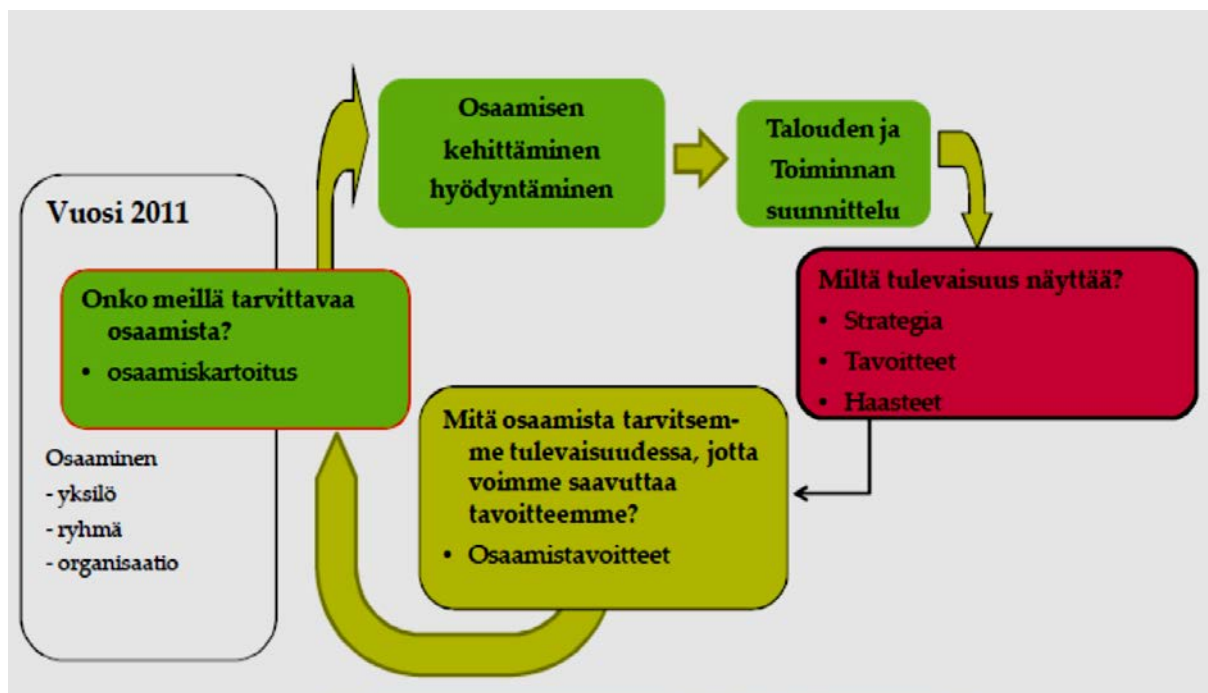 Osaamisen
kehittäminen
hyödyntäminen
Talouden ja
Toiminnan
suunnittelu
Vuosi 2011
Onko meillä tarvittavaa
osaamista?
• osaamiskartoitus
Osaaminen
- yksilö
- ryhmä
- organisaatio
Miltä tulevaisuus näyttää?
• Strategia
• Tavoitteet
• Haasteet
Mitä osaamista tarvitsem-
me tulevaisuudessa, jotta
voimme saavuttaa
tavoitteemme?
• Osaamistavoitteet